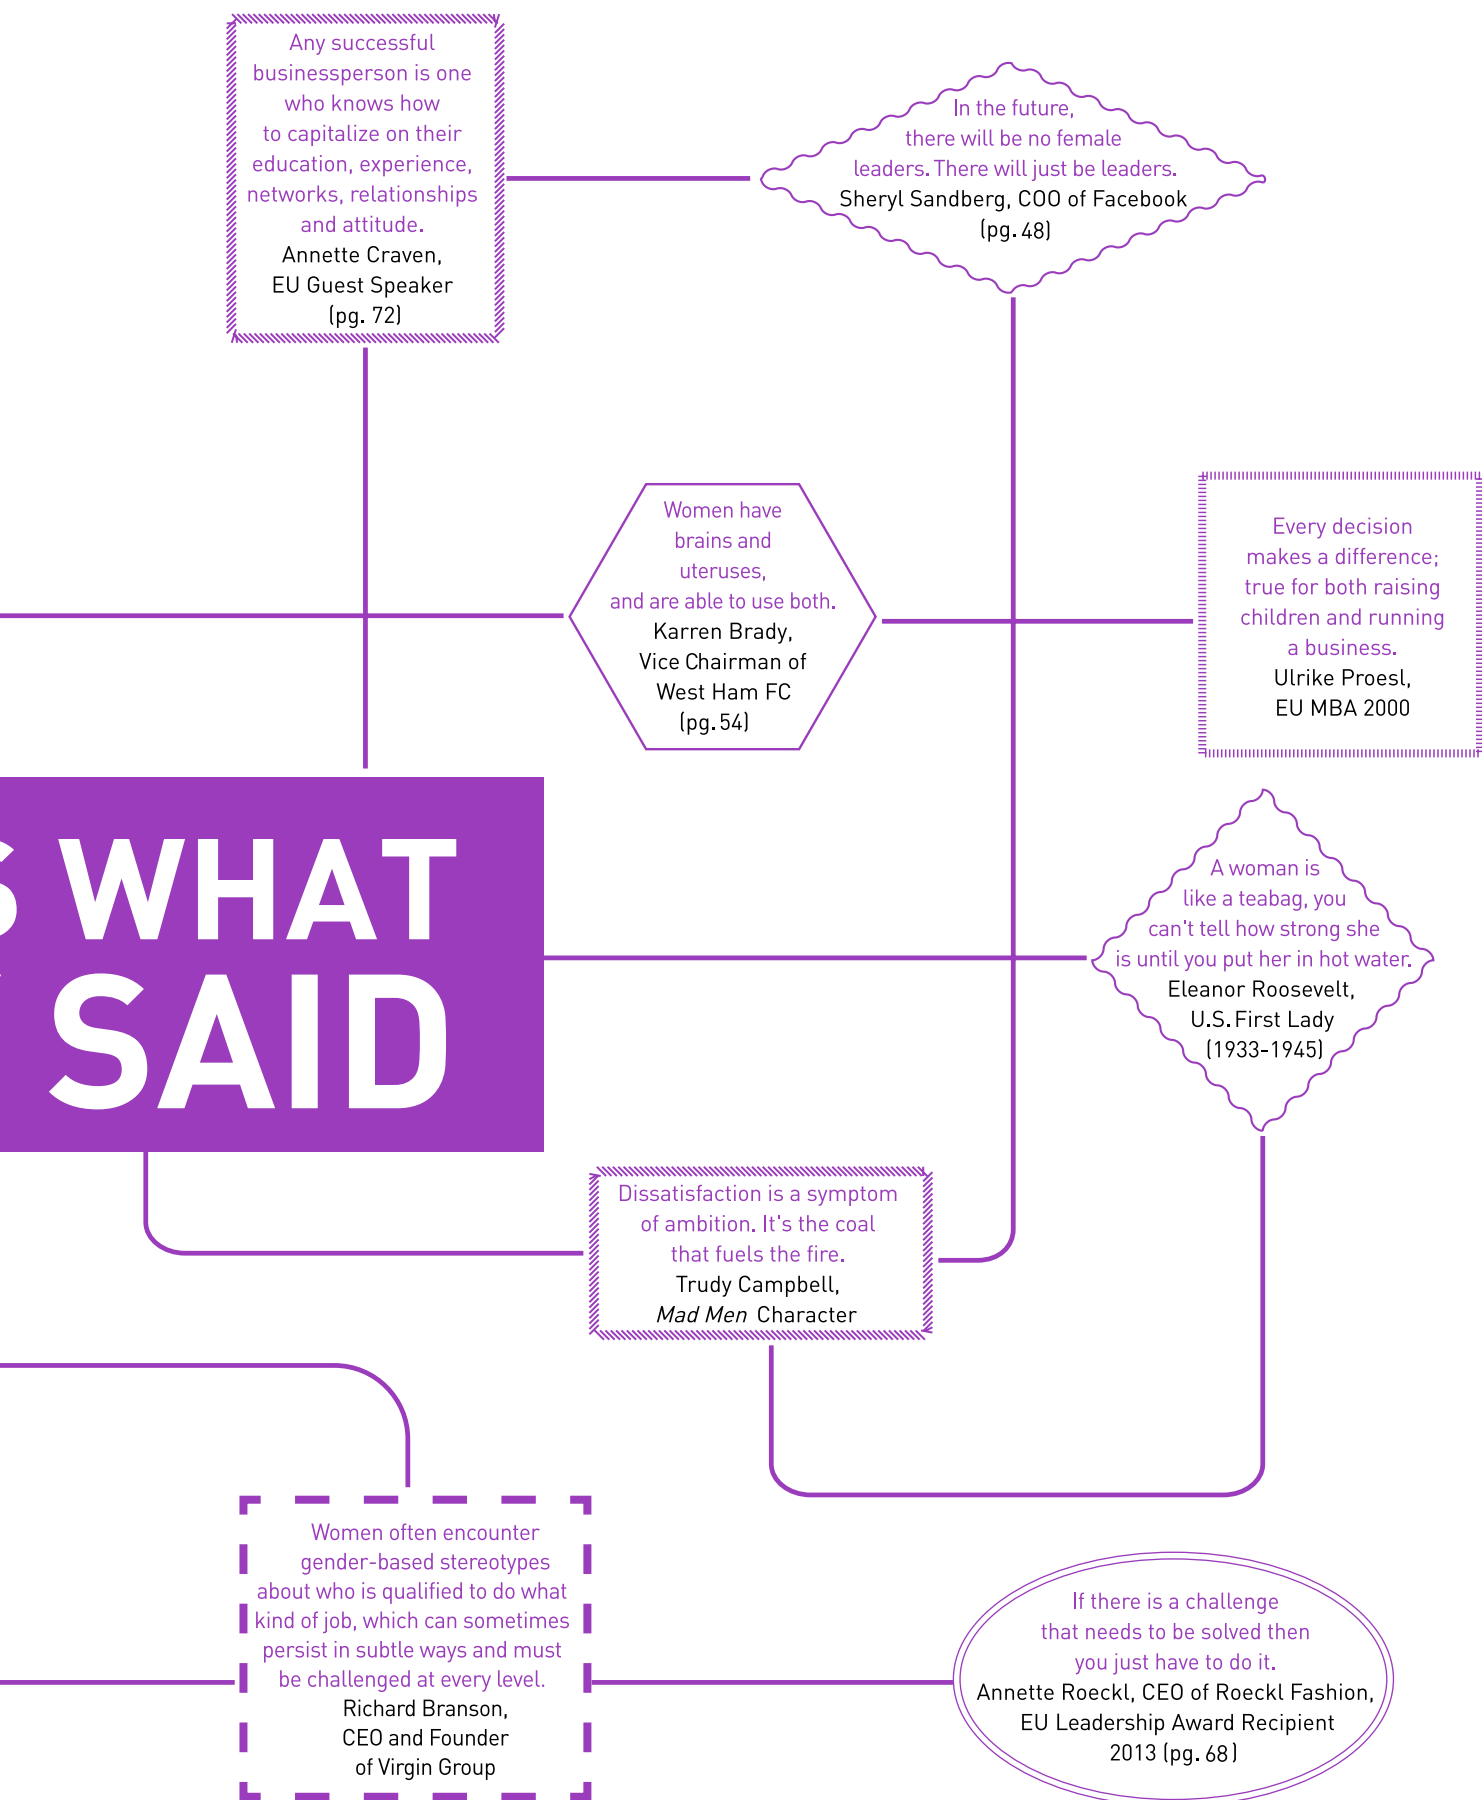 Any successful
businessperson is one
who knows how
to capitalize on their
education, experience,
networks, relationships
and attitude.
Annette Craven,
EU Guest Speaker
(pg. 72)
In the future,
there will be no female
leaders. There will just be leaders.
Sheryl Sandberg, COO of Facebook
(pg. 48)
Women have
brains and
uteruses,
and are able to use both.
Karren Brady,
Vice Chairman of
West Ham FC
(pg. 54)
Every decision
makes a difference;
true for both raising
children and running
a business.
Ulrike Proesl,
EU MBA 2000
S WHAT
SAID
A woman is
like a teabag, you
can't tell how strong she
is until you put her in hot water.
Eleanor Roosevelt,
U.S. First Lady
(1933-1945)
Dissatisfaction is a symptom
of ambition. It's the coal
that fuels the fire.
Trudy Campbell,
Mad Men Character
Women often encounter
gender-based stereotypes
about who is qualified to do what
kind of job, which can sometimes
persist in subtle ways and must
be challenged at every level.
Richard Branson,
CEO and Founder
of Virgin Group
If there is a challenge
that needs to be solved then
you just have to do it.
Annette Roeckl, CEO of Roeckl Fashion,
EU Leadership Award Recipient
2013 (pg. 68)